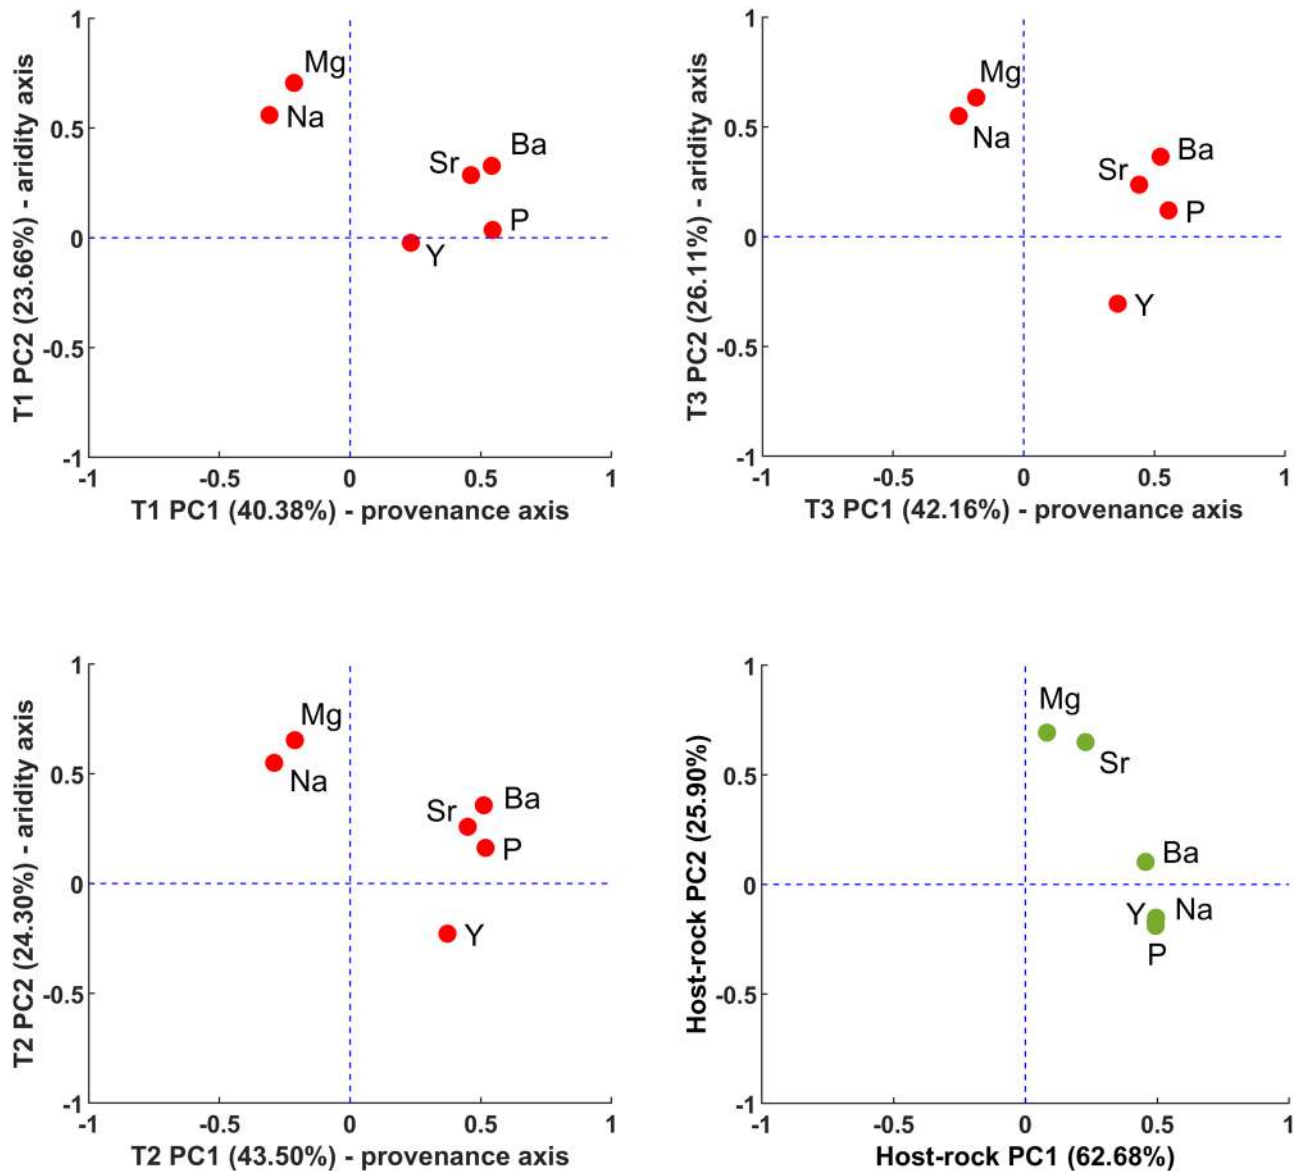 T1 PC2 (23.66%) - aridity axis
1
0.5
0
-0.5
-1
Mg
Na
Sr
Ba
P
Y
-1 -0.5 0 0.5 1
T1 PC1 (40.38%) - provenance axis
T3 PC2 (26.11%) - aridity axis
1
0.5
0
-0.5
-1
Mg
Na
Ba
Sr
P
Y
-1 -0.5 0 0.5 1
T3 PC1 (42.16%) - provenance axis
T2 PC2 (24.30%) - aridity axis
1
0.5
0
-0.5
-1
Mg
Na
Sr
Ba
P
Y
-1 -0.5 0 0.5 1
T2 PC1 (43.50%) - provenance axis
Host-rock PC2 (25.90%)
1
0.5
0
-0.5
-1
Mg
Sr
Ba
Y
Na
P
-1 -0.5 0 0.5 1
Host-rock PC1 (62.68%)